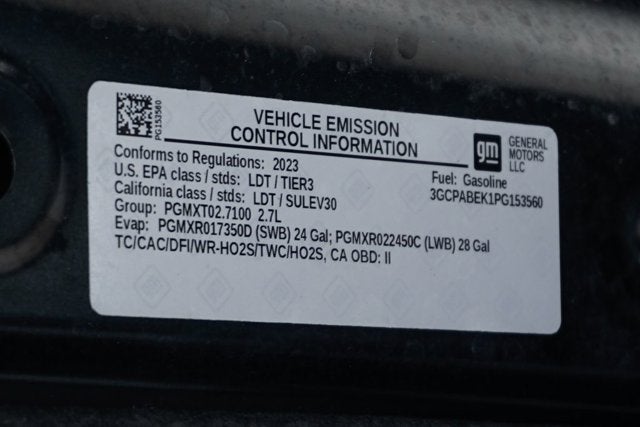 PG153560
VEHICLE EMISSION
CONTROL INFORMATION
gm
GENERAL
MOTORS
LLC
Conforms to Regulations: 2023
U.S. EPA class / stds: LDT / TIER3
California class / stds: LDT / SULEV30
Group: PGMXT02.7100 2.7L
Fuel: Gasoline
3GCPABEK1PG153560
Evap: PGMXR017350D (SWB) 24 Gal; PGMXR022450C (LWB) 28 Gal
TC/CAC/DFI/WR-HO2S/TWC/HO2S, CA OBD: II